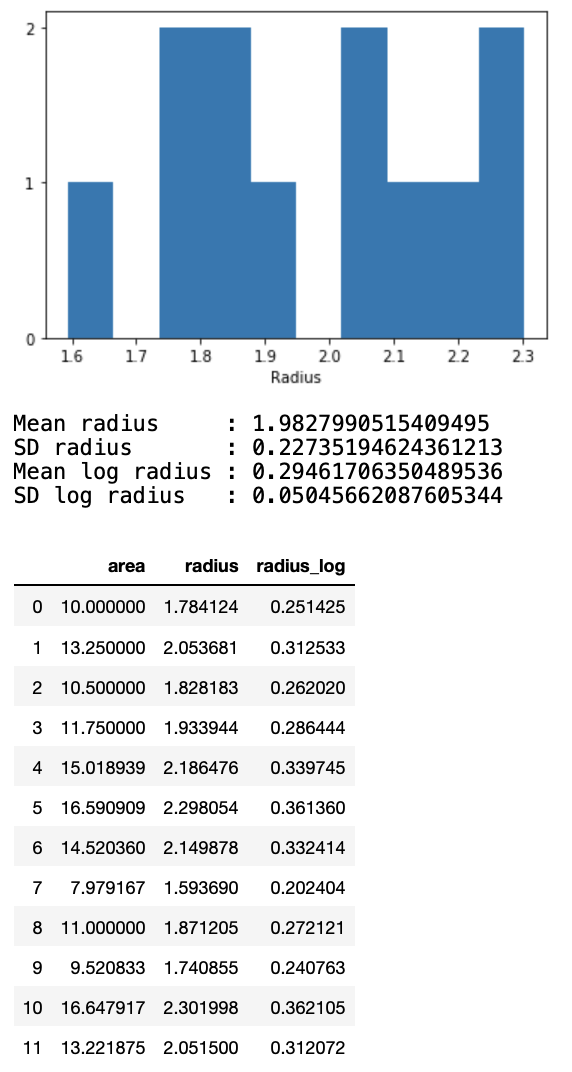 2
1
0
1.6 1.7 1.8 1.9 2.0 2.1 2.2 2.3
Radius
Mean radius : 1.9827990515409495
SD radius : 0.22735194624361213
Mean log radius : 0.29461706350489536
SD log radius : 0.05045662087605344
area radius radius_log
0 10.000000 1.784124 0.251425
1 13.250000 2.053681 0.312533
2 10.500000 1.828183 0.262020
3 11.750000 1.933944 0.286444
4 15.018939 2.186476 0.339745
5 16.590909 2.298054 0.361360
6 14.520360 2.149878 0.332414
7 7.979167 1.593690 0.202404
8 11.000000 1.871205 0.272121
9 9.520833 1.740855 0.240763
10 16.647917 2.301998 0.362105
11 13.221875 2.051500 0.312072